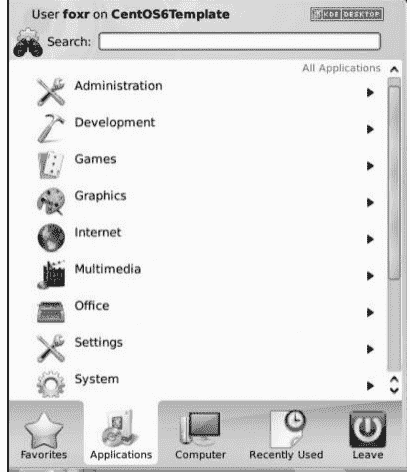 User foxr on CentOS6Template
KDE DESKTOP
Search:
All Applications
Administration
Development
Games
Graphics
Internet
Multimedia
Office
Settings
System
Favorites
Applications
Computer
Recently Used
Leave